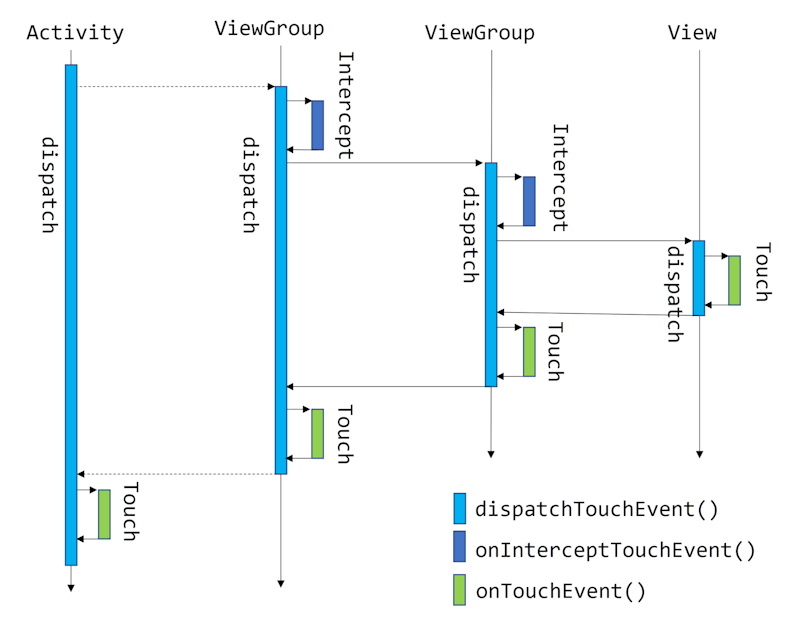 Activity
ViewGroup
ViewGroup
View
dispatch
dispatch
Intercept
dispatch
Intercept
dispatch
Touch
Touch
Touch
Touch
dispatchTouchEvent()
onInterceptTouchEvent()
onTouchEvent()